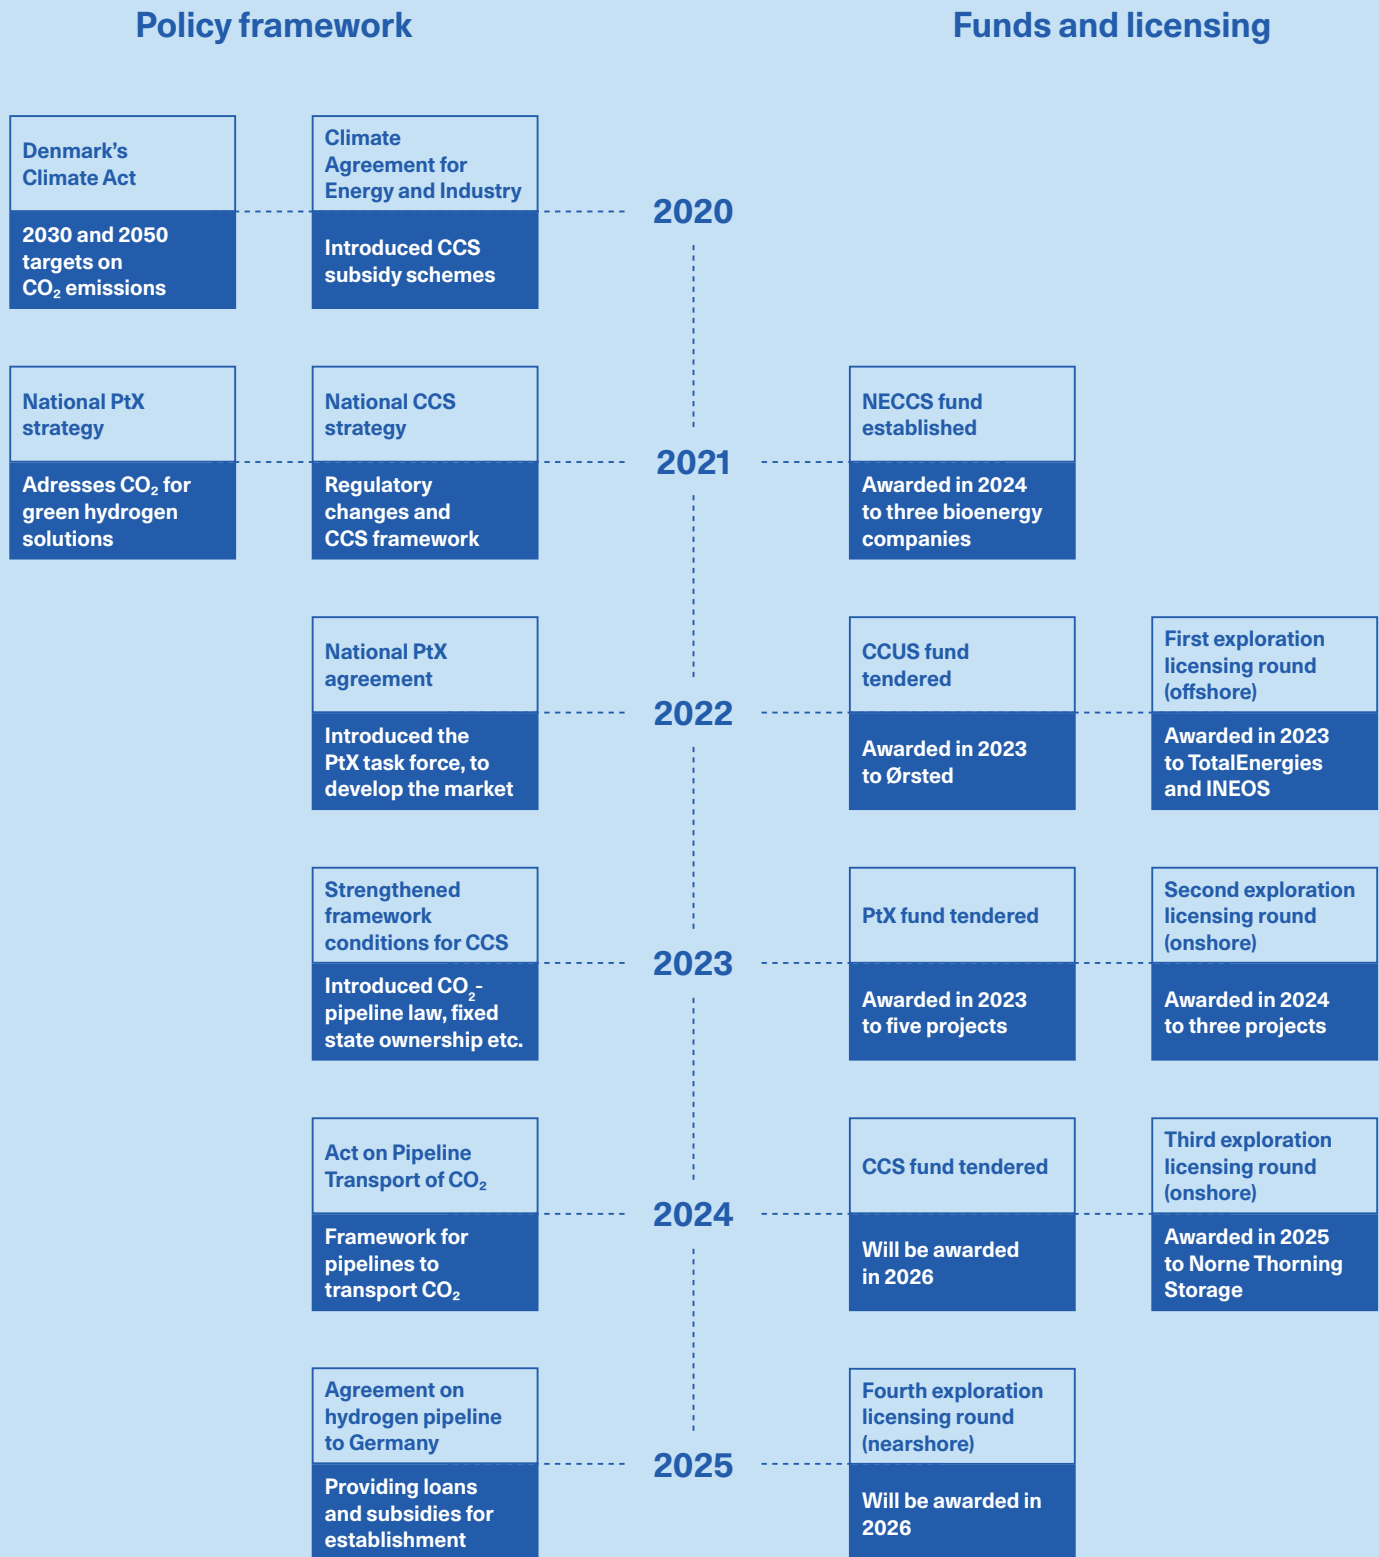 Policy framework
Funds and licensing
Denmark's
Climate Act
2030 and 2050
targets on
CO₂ emissions
Climate
Agreement for
Energy and Industry
Introduced CCS
subsidy schemes
2020
National PtX
strategy
Adresses CO₂ for
green hydrogen
solutions
National CCS
strategy
Regulatory
changes and
CCS framework
2021
NECCS fund
established
Awarded in 2024
to three bioenergy
companies
National PtX
agreement
Introduced the
PtX task force, to
develop the market
2022
CCUS fund
tendered
Awarded in 2023
to Ørsted
First exploration
licensing round
(offshore)
Awarded in 2023
to TotalEnergies
and INEOS
Strengthened
framework
conditions for CCS
Introduced CO₂-
pipeline law, fixed
state ownership etc.
2023
PtX fund tendered
Awarded in 2023
to five projects
Second exploration
licensing round
(onshore)
Awarded in 2024
to three projects
Act on Pipeline
Transport of CO₂
Framework for
pipelines to
transport CO₂
2024
CCS fund tendered
Will be awarded
in 2026
Third exploration
licensing round
(onshore)
Awarded in 2025
to Norne Thorning
Storage
Agreement on
hydrogen pipeline
to Germany
Providing loans
and subsidies for
establishment
2025
Fourth exploration
licensing round
(nearshore)
Will be awarded in
2026